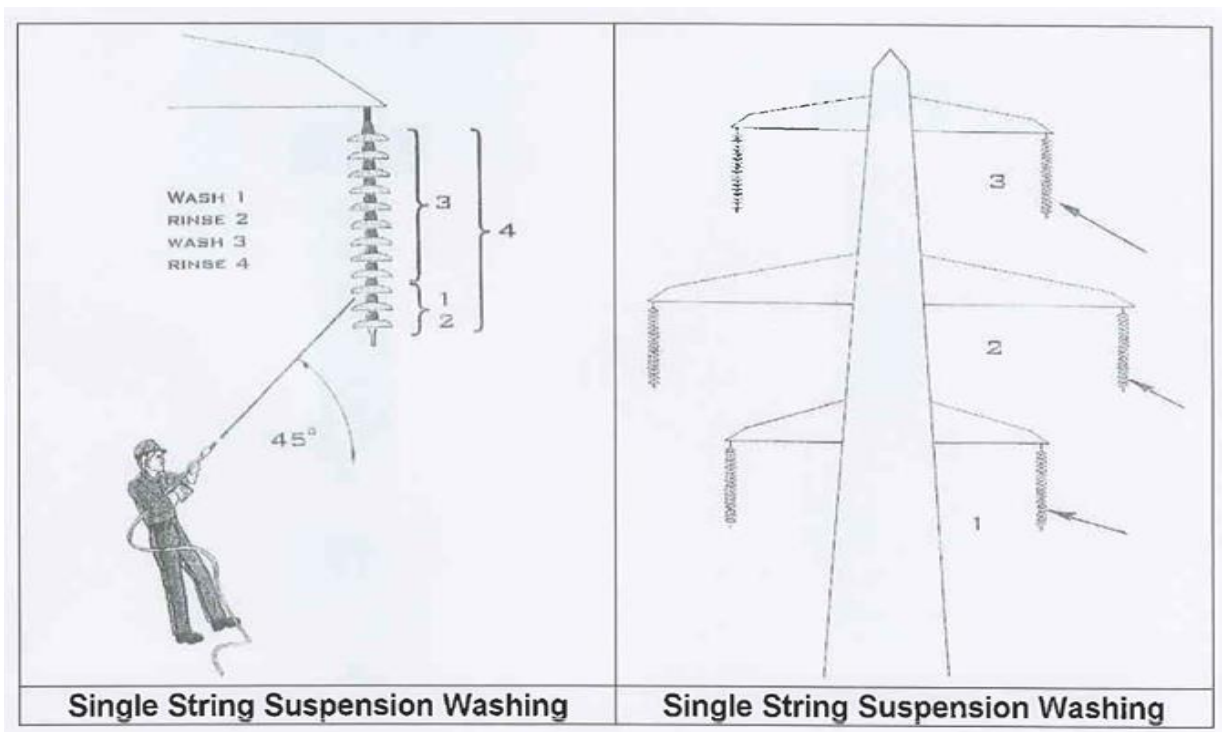 WASH 1
RINSE 2
WASH 3
RINSE 4
3
4
1
2
45°
Single String Suspension Washing
3
2
1
Single String Suspension Washing